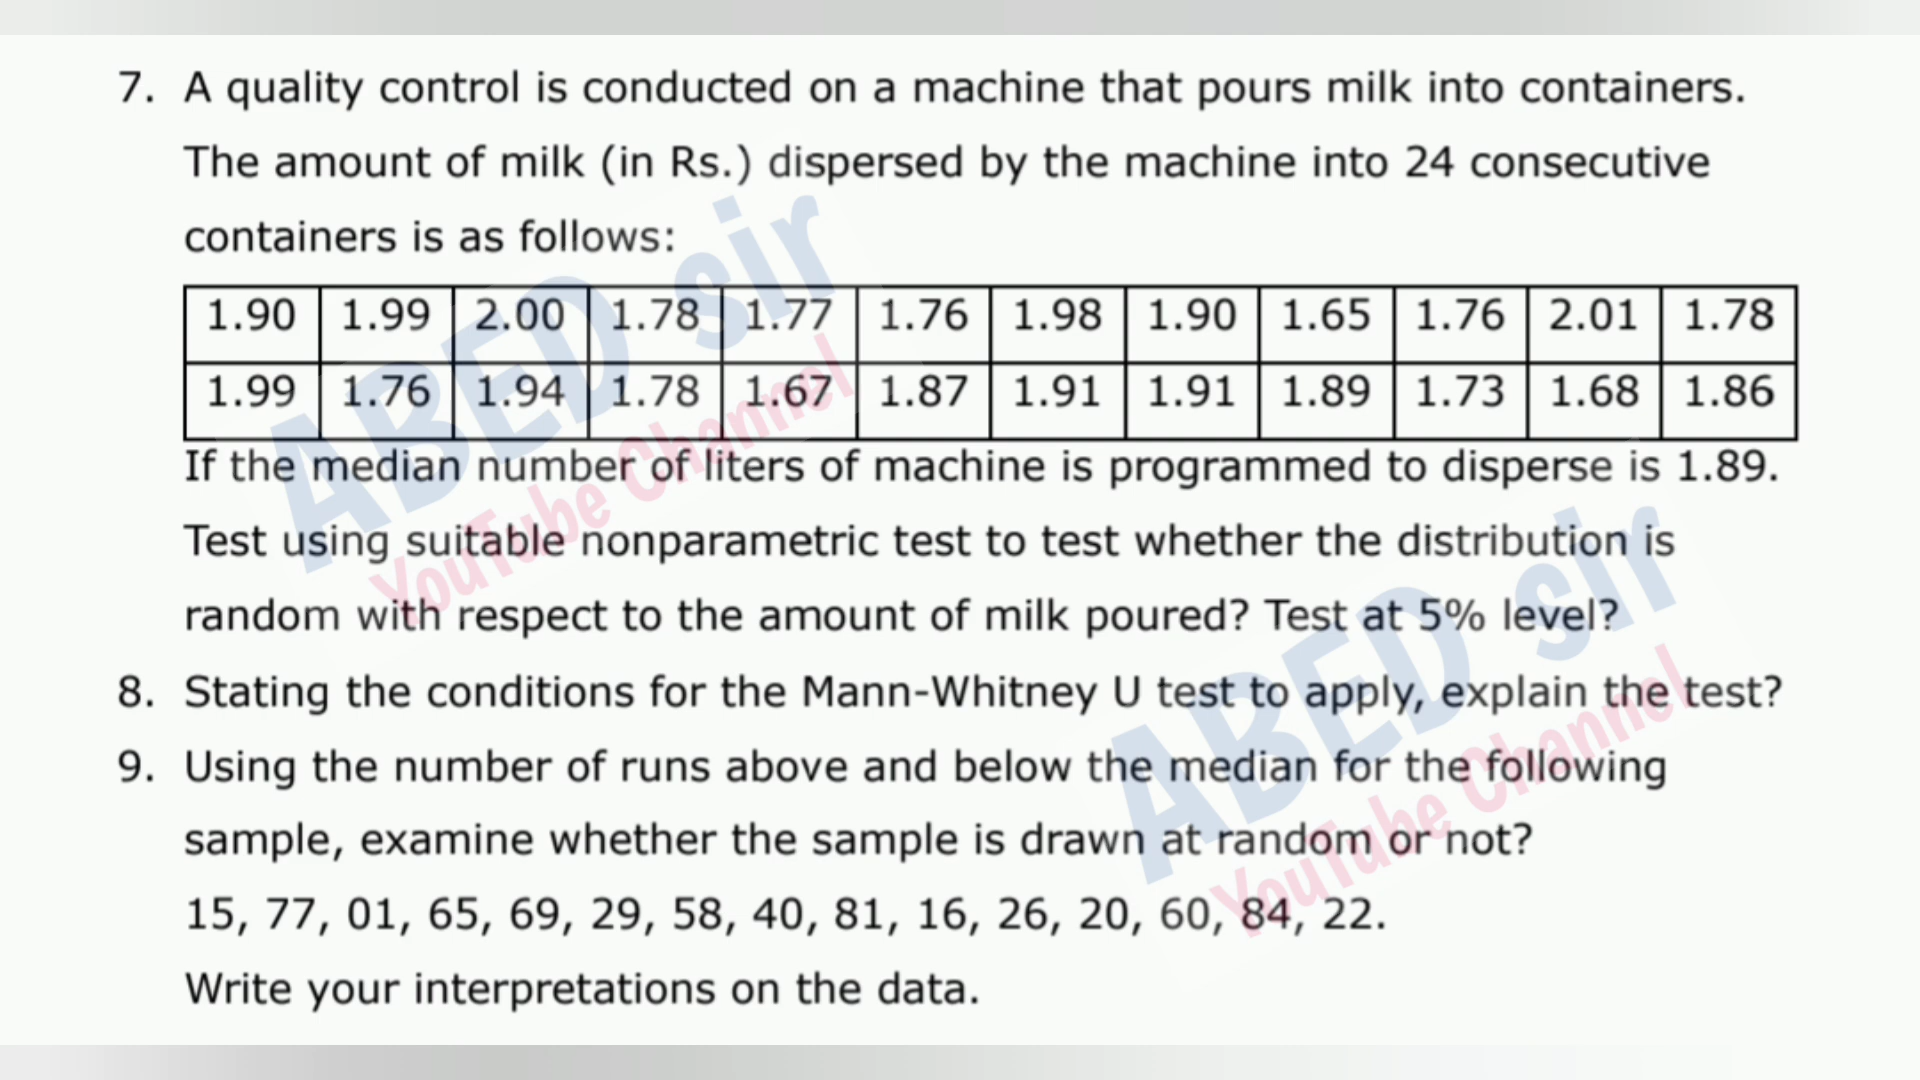 7. A quality control is conducted on a machine that pours milk into containers.
The amount of milk (in Rs.) dispersed by the machine into 24 consecutive
containers is as follows:
1.90 1.99 2.00 1.78 1.77 1.76 1.98 1.90 1.65 1.76 2.01 1.78
1.99 1.76 1.94 1.78 1.67 1.87 1.91 1.91 1.89 1.73 1.68 1.86
If the median number of liters of machine is programmed to disperse is 1.89.
Test using suitable nonparametric test to test whether the distribution is
random with respect to the amount of milk poured? Test at 5% level?
8. Stating the conditions for the Mann-Whitney U test to apply, explain the test?
9. Using the number of runs above and below the median for the following
sample, examine whether the sample is drawn at random or not?
15, 77, 01, 65, 69, 29, 58, 40, 81, 16, 26, 20, 60, 84, 22.
Write your interpretations on the data.
ABED sir
YouTube Channel
ABED sir
YouTube Channel